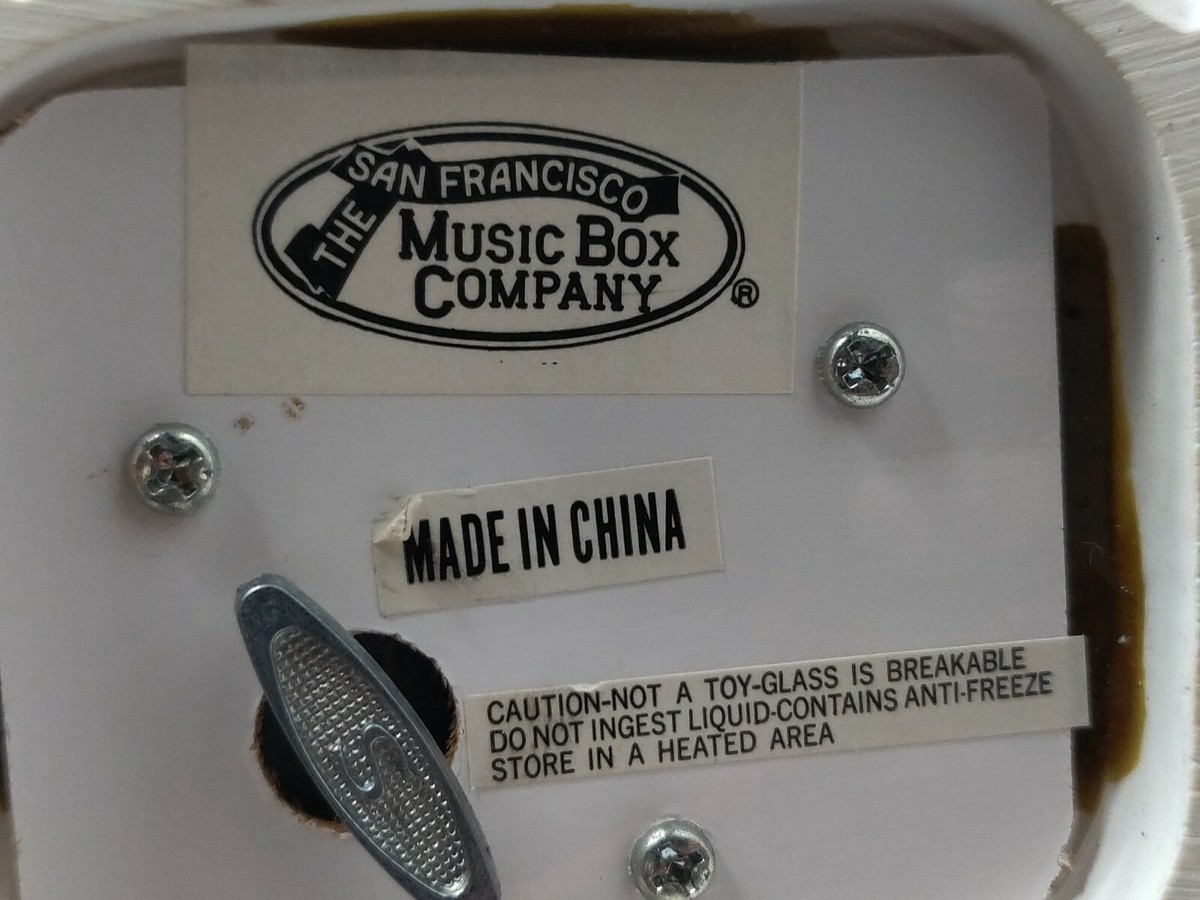 THE SAN FRANCISCO
MUSIC BOX
COMPANY
®
MADE IN CHINA
CAUTION-NOT A TOY-GLASS IS BREAKABLE
DO NOT INGEST LIQUID-CONTAINS ANTI-FREEZE
STORE IN A HEATED AREA